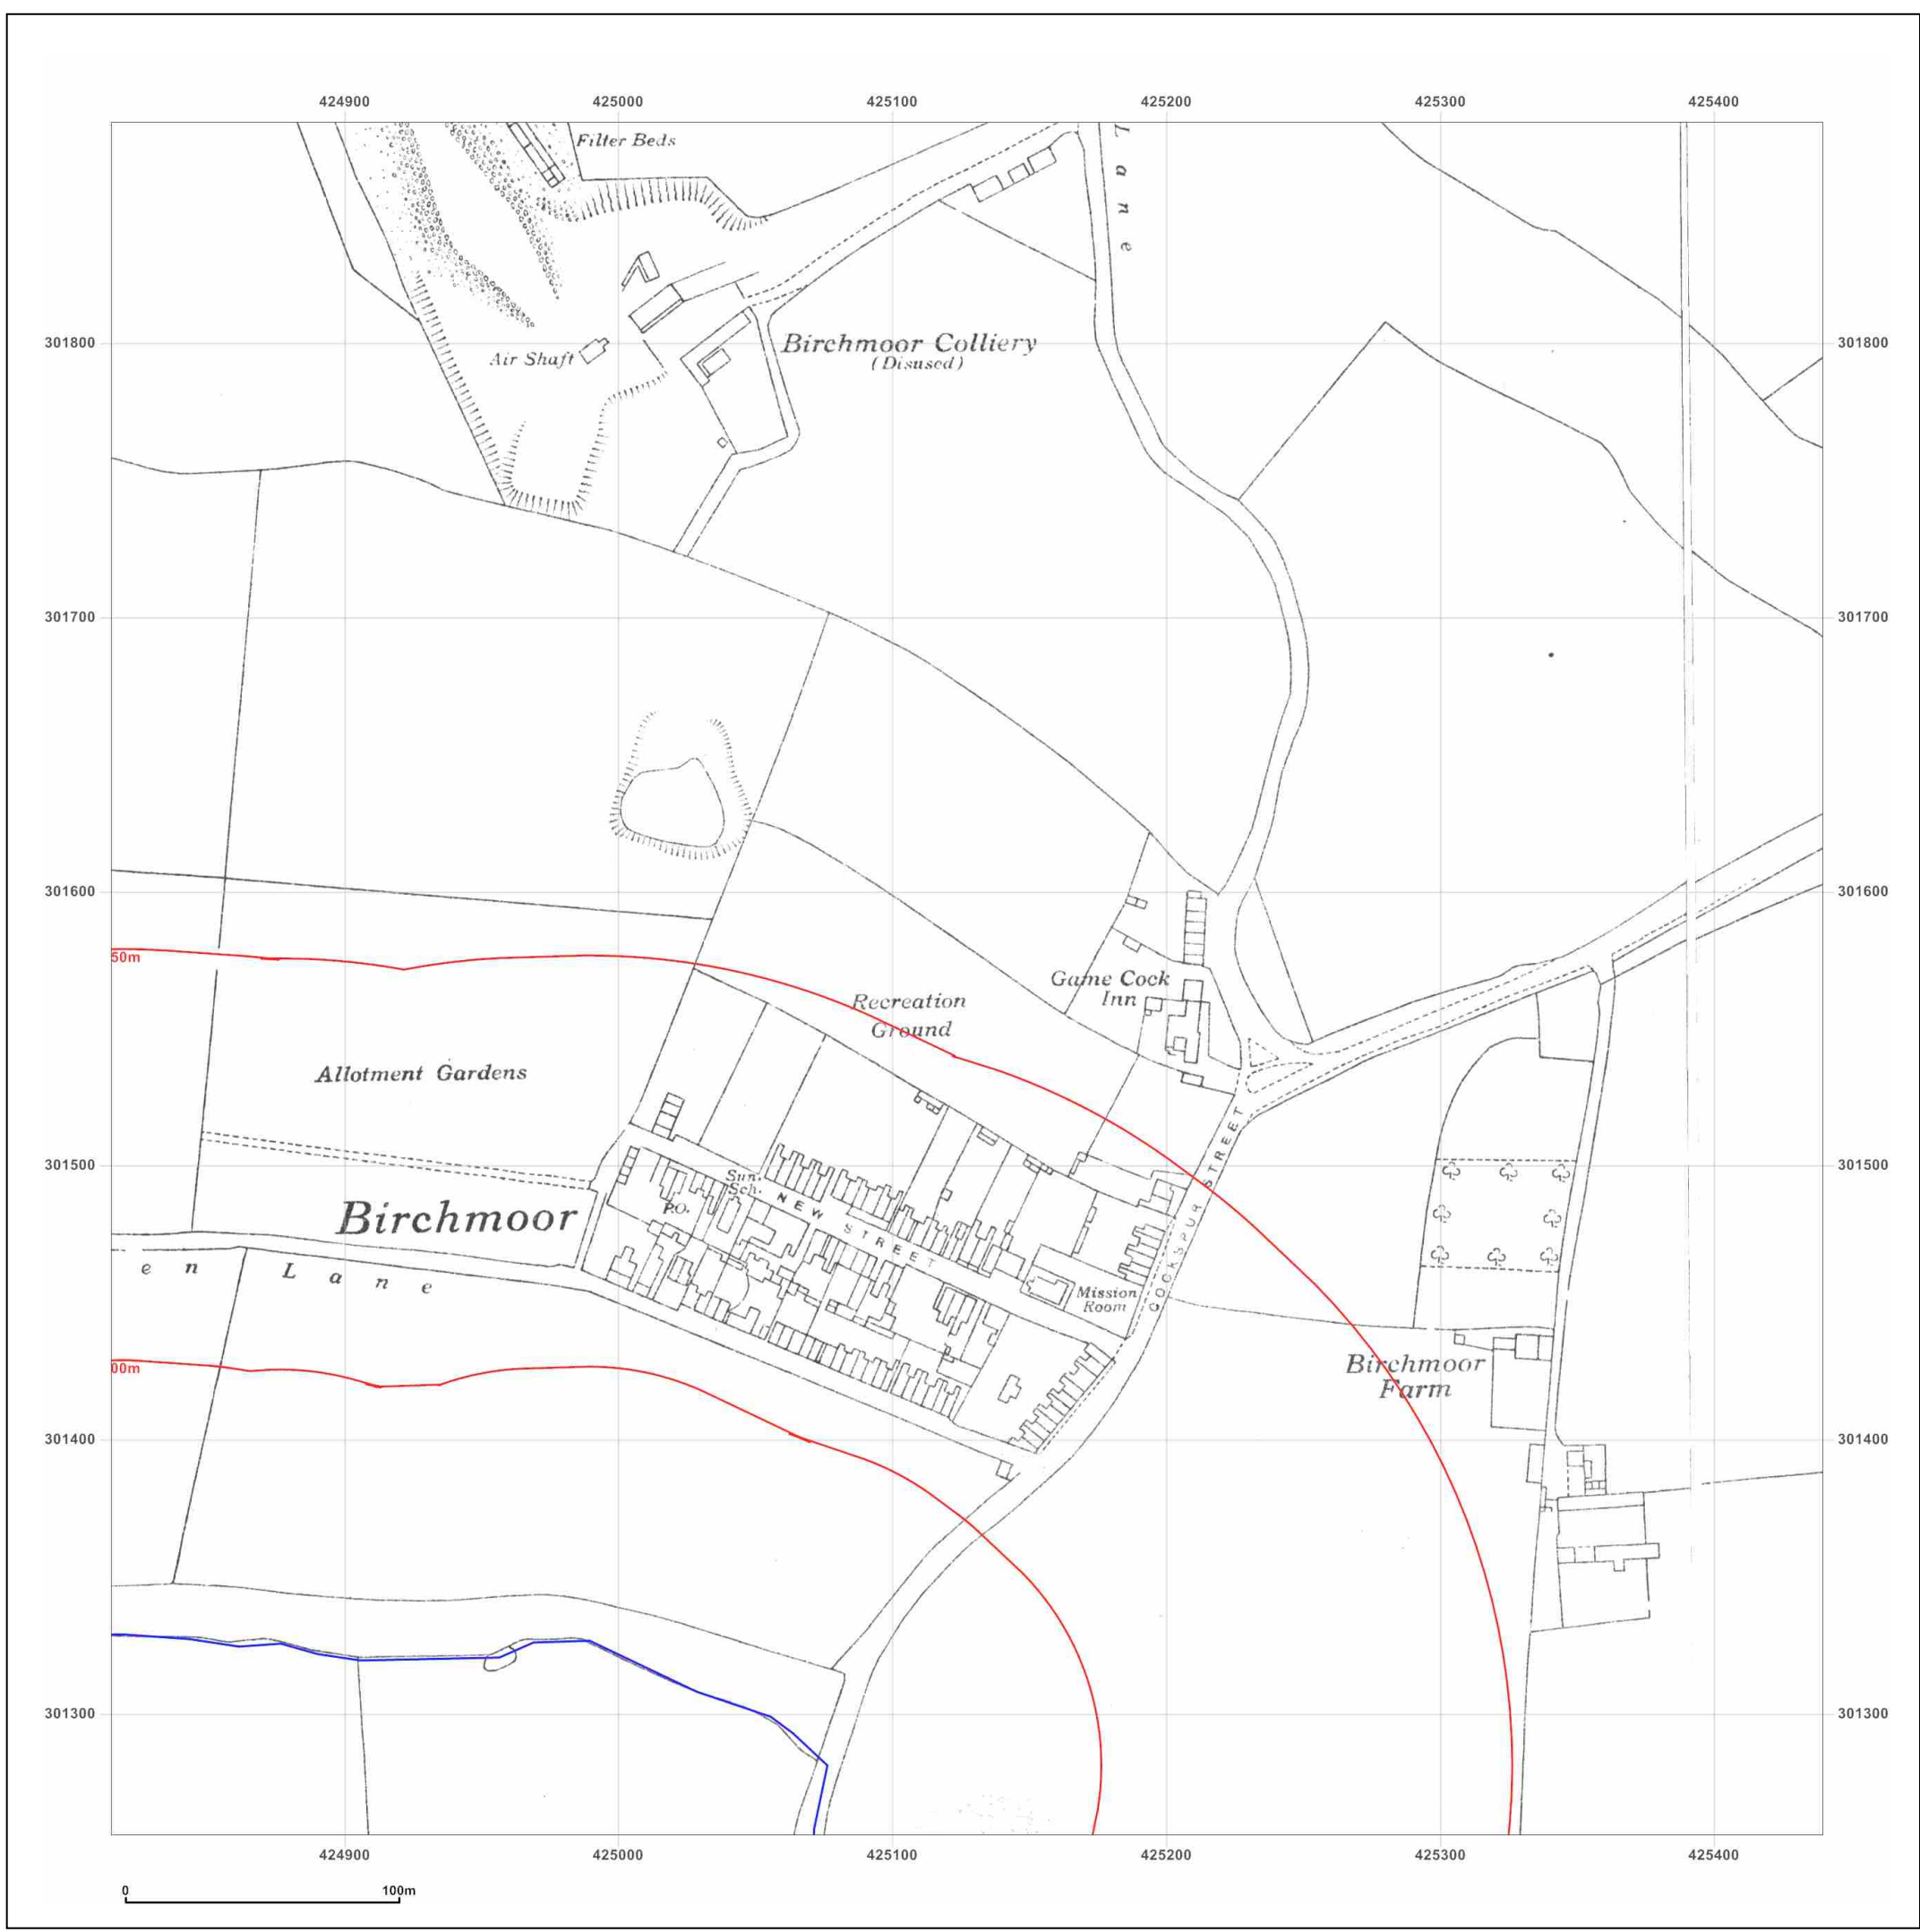 424900 425000 425100 425200 425300 425400
Filter Beds
Lane
301800 301800
Birchmoor Colliery
(Disused)
Air Shaft
301700 301700
301600 301600
50m
Game Cock
Inn
Recreation
Ground
Allotment Gardens
COCKSPUR STREET
301500 301500
Sun.
Sch.
P.O.
NEW STREET
Birchmoor
en Lane
Mission
Room
00m
Birchmoor
Farm
301400 301400
301300 301300
424900 425000 425100 425200 425300 425400
0 100m